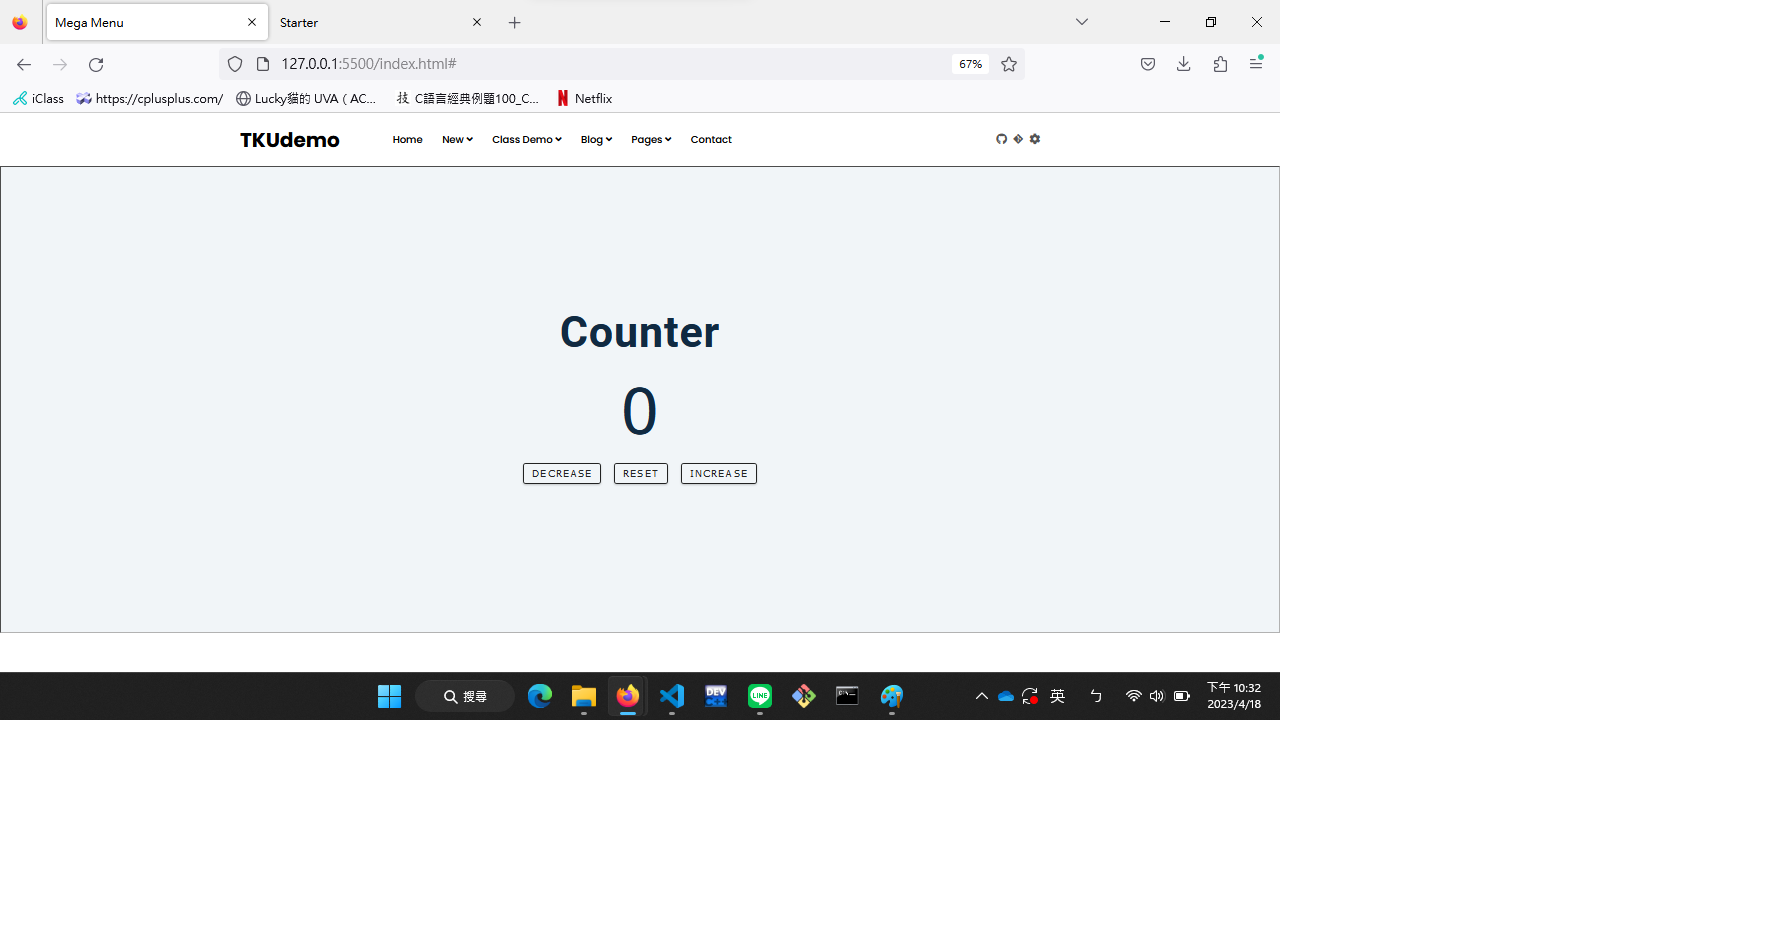 Mega Menu
Starter
127.0.0.1:5500/index.html#
67%
iClass
https://cplusplus.com/
Lucky貓的 UVA ( AC...
技 C語言經典例題100_C...
Netflix
TKUdemo
Home
New
Class Demo
Blog
Pages
Contact
Counter
0
DECREASE
RESET
INCREASE
搜尋
DEV
C++
LINE
英
ㄅ
下午 10:32
2023/4/18